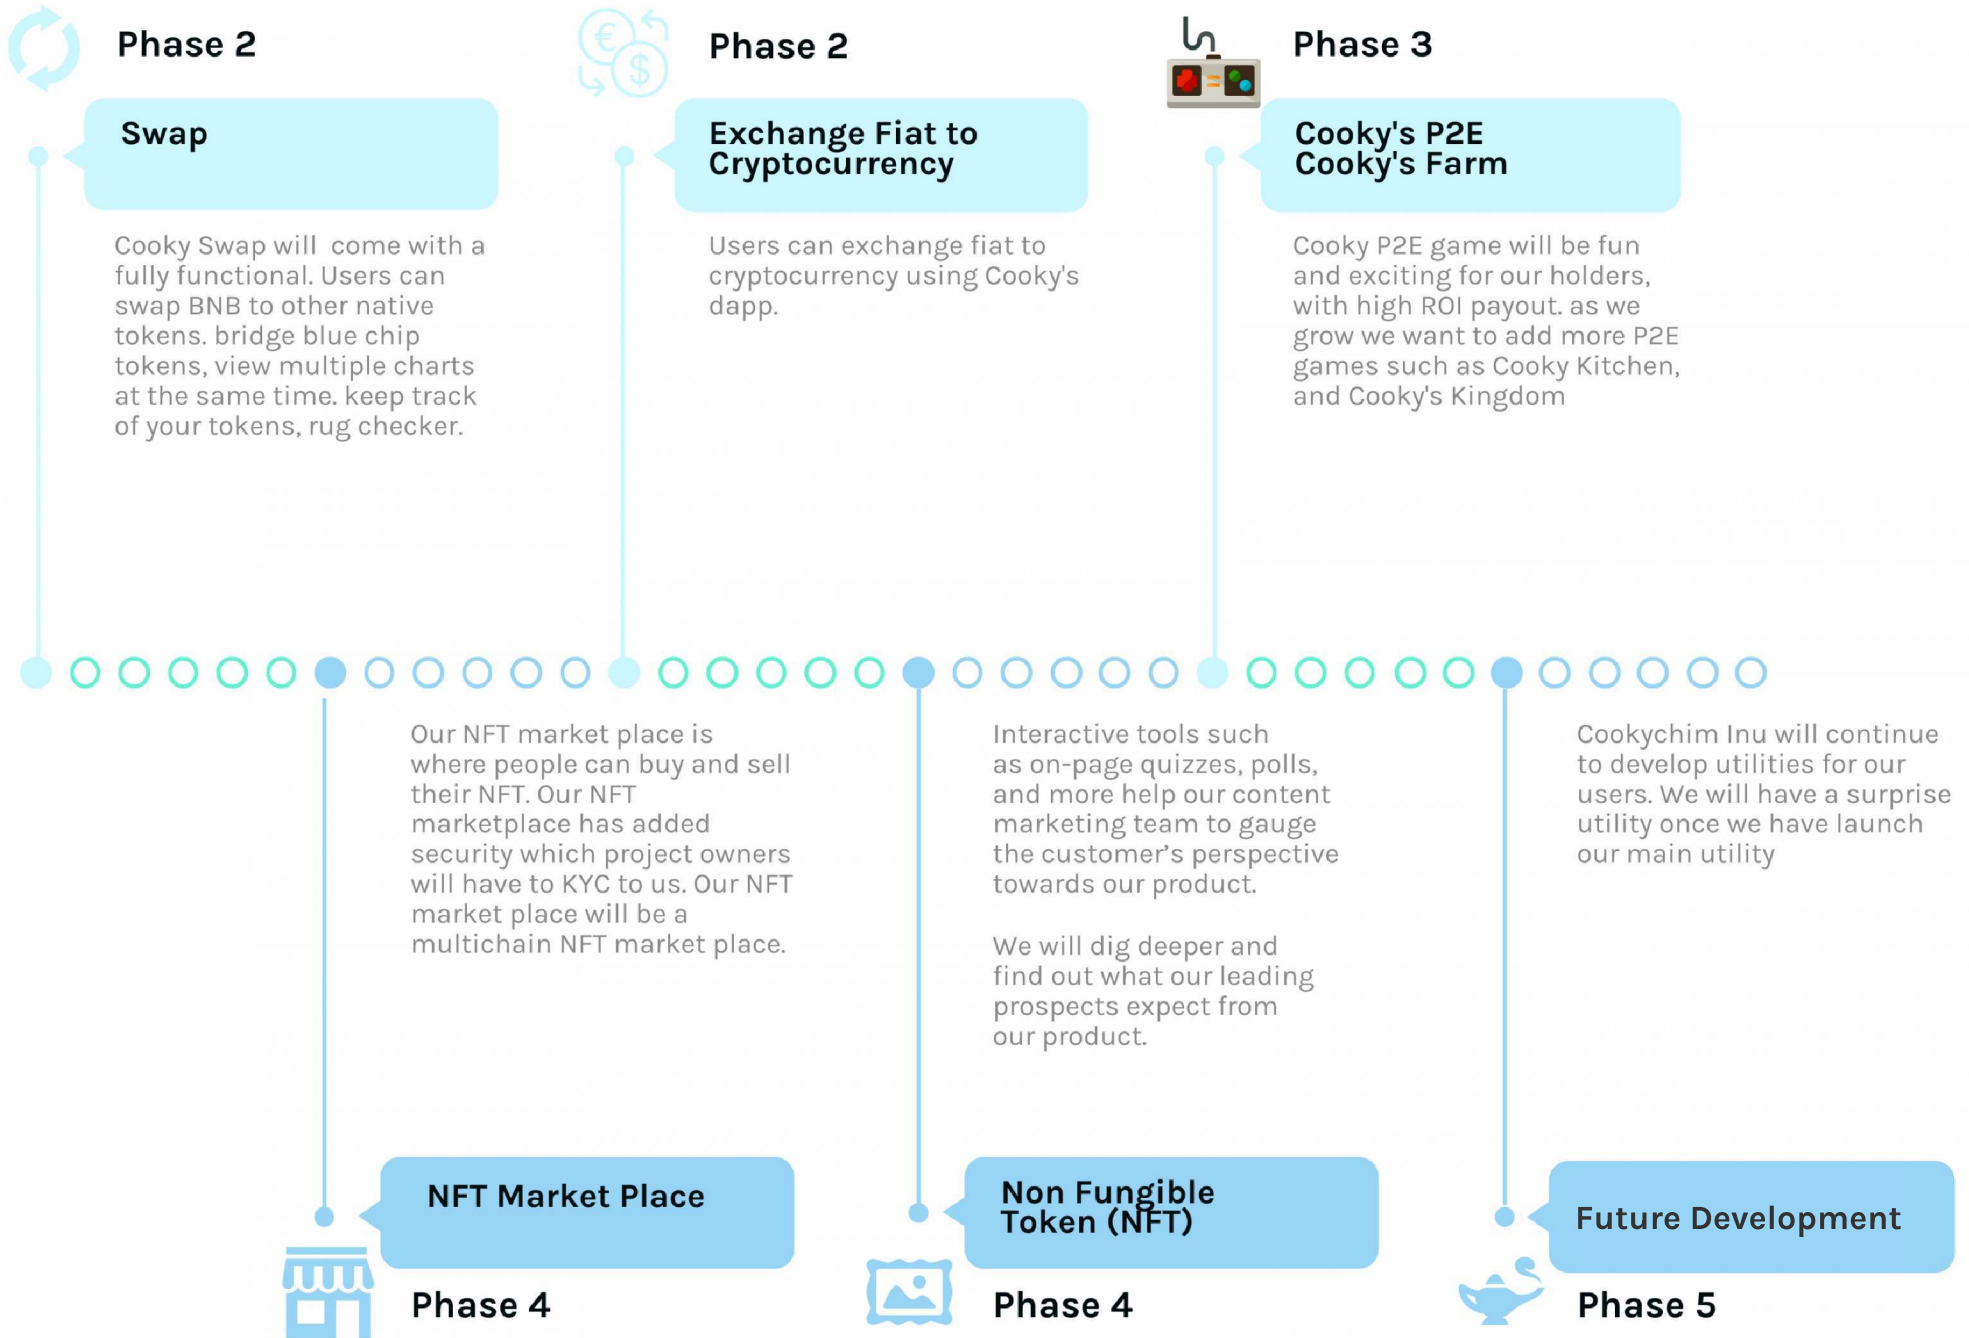 Phase 2
Swap
Cooky Swap will come with a
fully functional. Users can
swap BNB to other native
tokens. bridge blue chip
tokens, view multiple charts
at the same time. keep track
of your tokens, rug checker.
€
$
Phase 2
Exchange Fiat to
Cryptocurrency
Users can exchange fiat to
cryptocurrency using Cooky's
dapp.
Phase 3
Cooky's P2E
Cooky's Farm
Cooky P2E game will be fun
and exciting for our holders,
with high ROI payout. as we
grow we want to add more P2E
games such as Cooky Kitchen,
and Cooky's Kingdom
Our NFT market place is
where people can buy and sell
their NFT. Our NFT
marketplace has added
security which project owners
will have to KYC to us. Our NFT
market place will be a
multichain NFT market place.
NFT Market Place
Phase 4
Interactive tools such
as on-page quizzes, polls,
and more help our content
marketing team to gauge
the customer’s perspective
towards our product.
We will dig deeper and
find out what our leading
prospects expect from
our product.
Non Fungible
Token (NFT)
Phase 4
Cookychim Inu will continue
to develop utilities for our
users. We will have a surprise
utility once we have launch
our main utility
Future Development
Phase 5